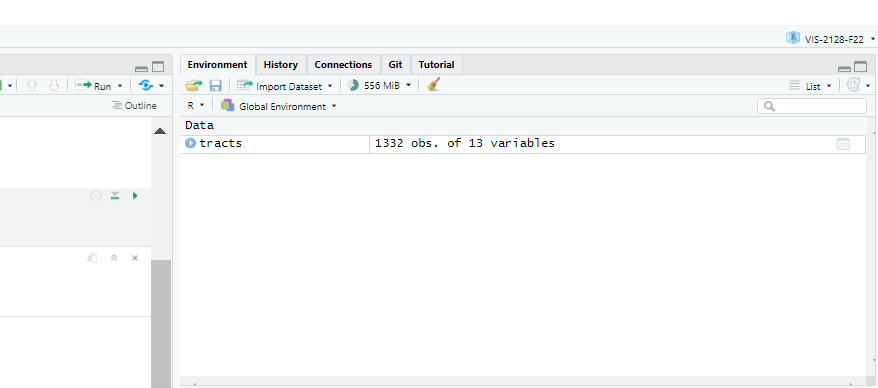 VIS-2128-F22
Environment History Connections Git Tutorial
Run Import Dataset 556 MiB List
Outline R Global Environment
Data
tracts 1332 obs. of 13 variables